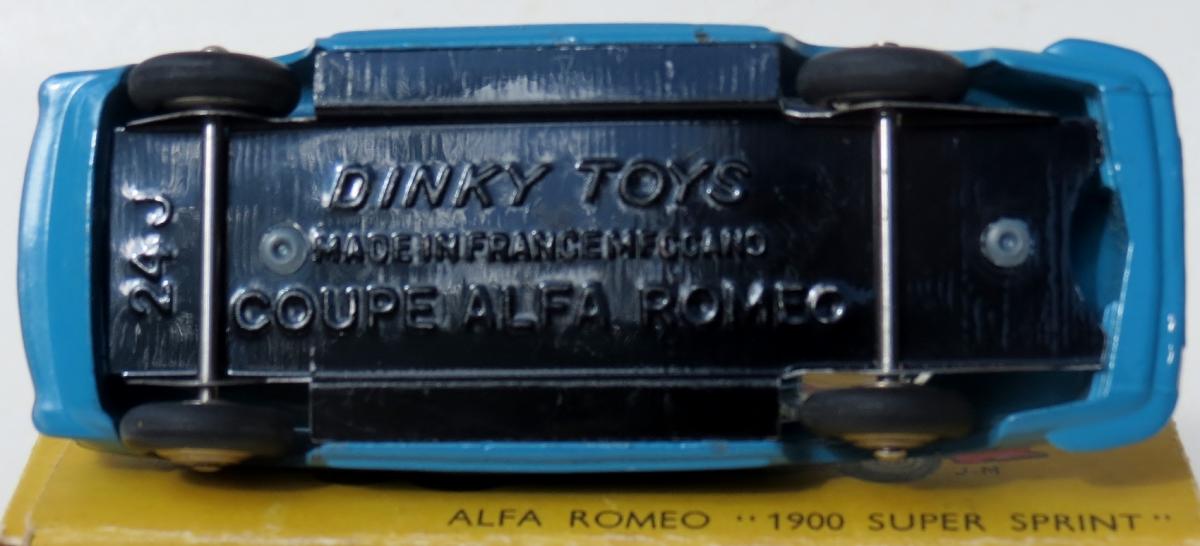 DINKY TOYS
MADE IN FRANCE MECCANO
COUPE ALFA ROMEO
24J
J-M
ALFA ROMEO "1900 SUPER SPRINT"